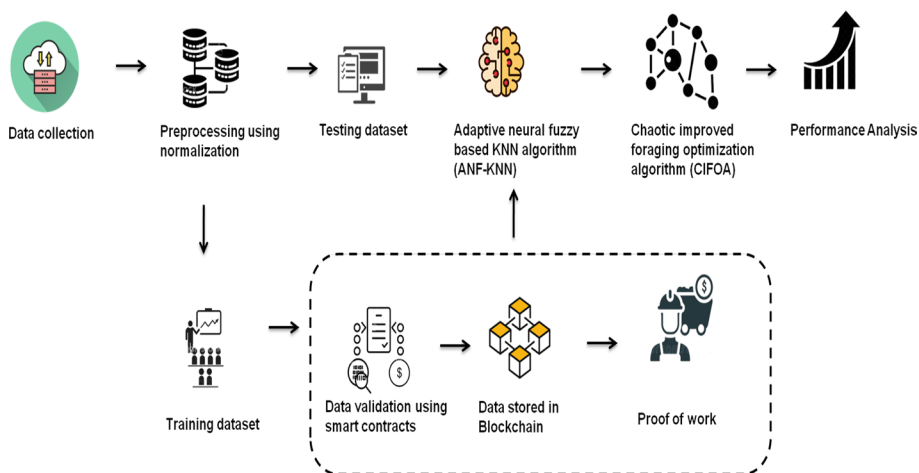 Data collection
Preprocessing using
normalization
Testing dataset
Adaptive neural fuzzy
based KNN algorithm
(ANF-KNN)
Chaotic improved
foraging optimization
algorithm (CIFOA)
Performance Analysis
Training dataset
$
Data validation using
smart contracts
Data stored in
Blockchain
$
Proof of work